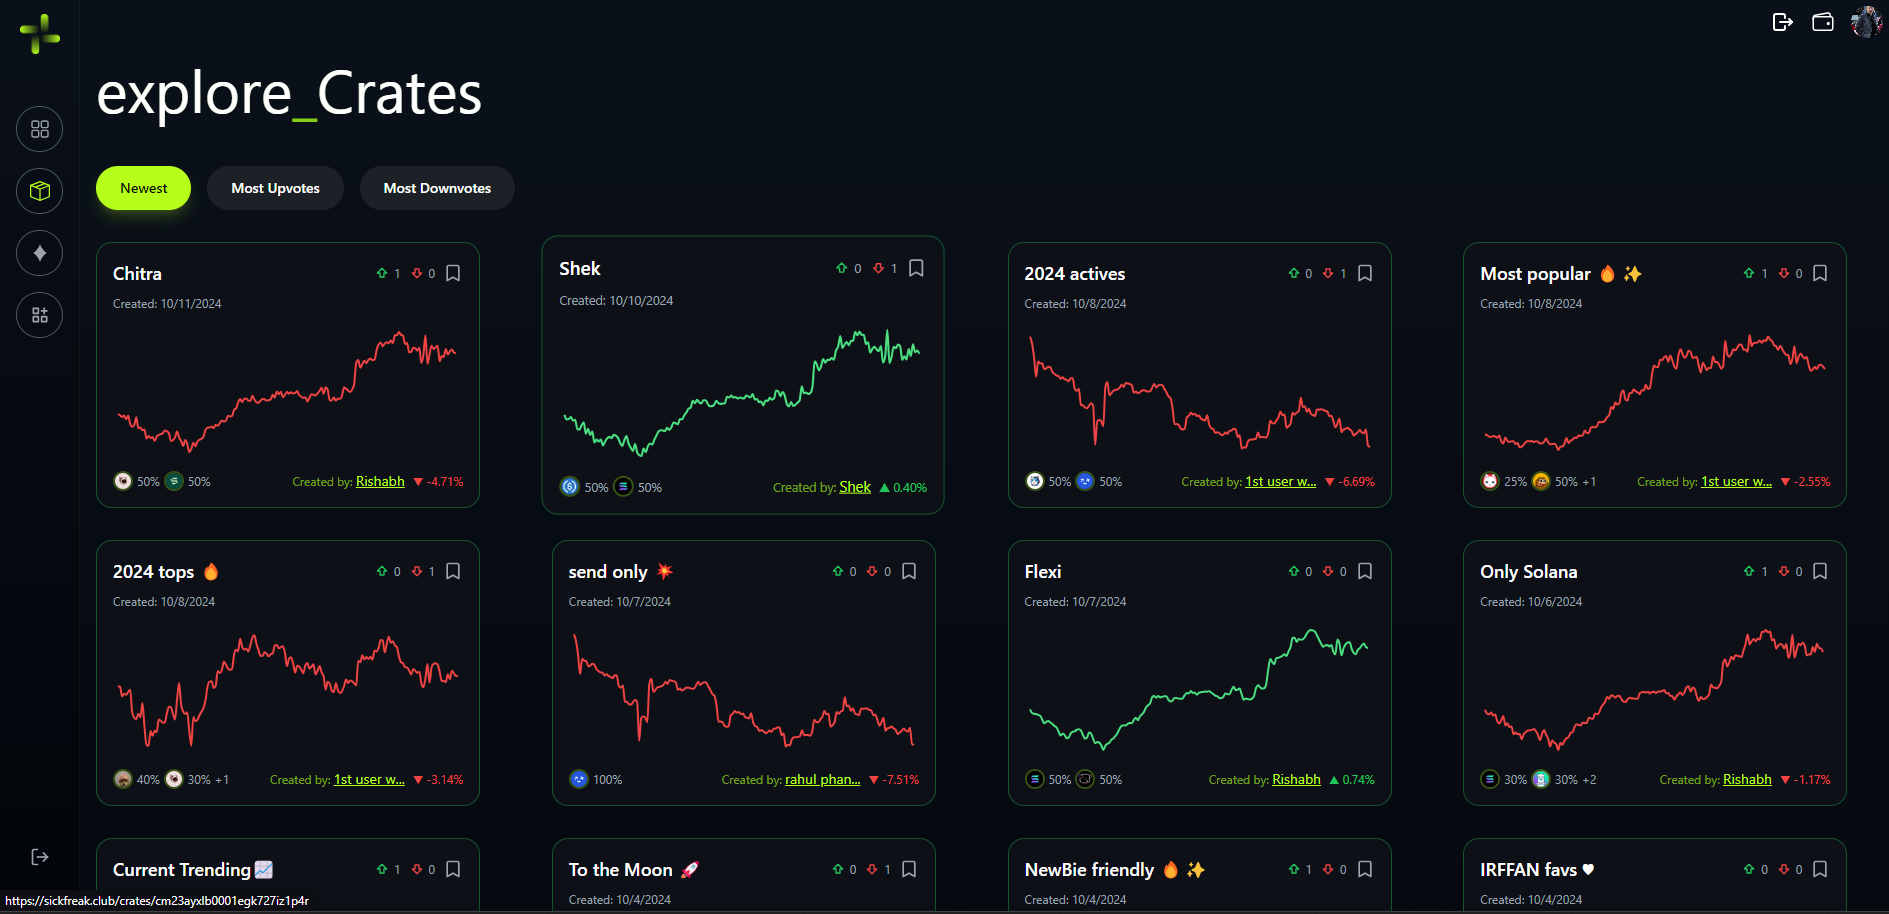 explore_Crates
Newest
Most Upvotes
Most Downvotes
Chitra
1
0
Created: 10/11/2024
50%
50%
Created by: Rishabh
-4.71%
Shek
0
1
Created: 10/10/2024
50%
50%
Created by: Shek
0.40%
2024 actives
0
1
Created: 10/8/2024
50%
50%
Created by: 1st user w...
-6.69%
Most popular 🔥 ✨
1
0
Created: 10/8/2024
25%
50% +1
Created by: 1st user w...
-2.55%
2024 tops 🔥
0
1
Created: 10/8/2024
40%
30% +1
Created by: 1st user w...
-3.14%
send only 💥
0
0
Created: 10/7/2024
100%
Created by: rahul phan...
-7.51%
Flexi
0
0
Created: 10/7/2024
50%
50%
Created by: Rishabh
0.74%
Only Solana
1
0
Created: 10/6/2024
30%
30% +2
Created by: Rishabh
-1.17%
Current Trending📈
1
0
To the Moon 🚀
0
1
Created: 10/4/2024
NewBie friendly 🔥 ✨
1
0
Created: 10/4/2024
IRFFAN favs ♥
0
0
Created: 10/4/2024
https://sickfreak.club/crates/cm23ayxlb0001egk727iz1p4r